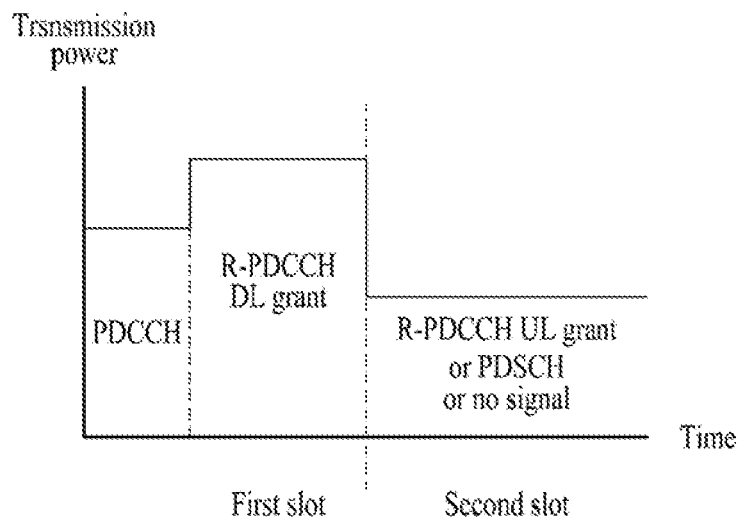 Trsnsmission
power
R-PDCCH
DL grant
PDCCH
R-PDCCH UL grant
or PDSCH
or no signal
Time
First slot
Second slot